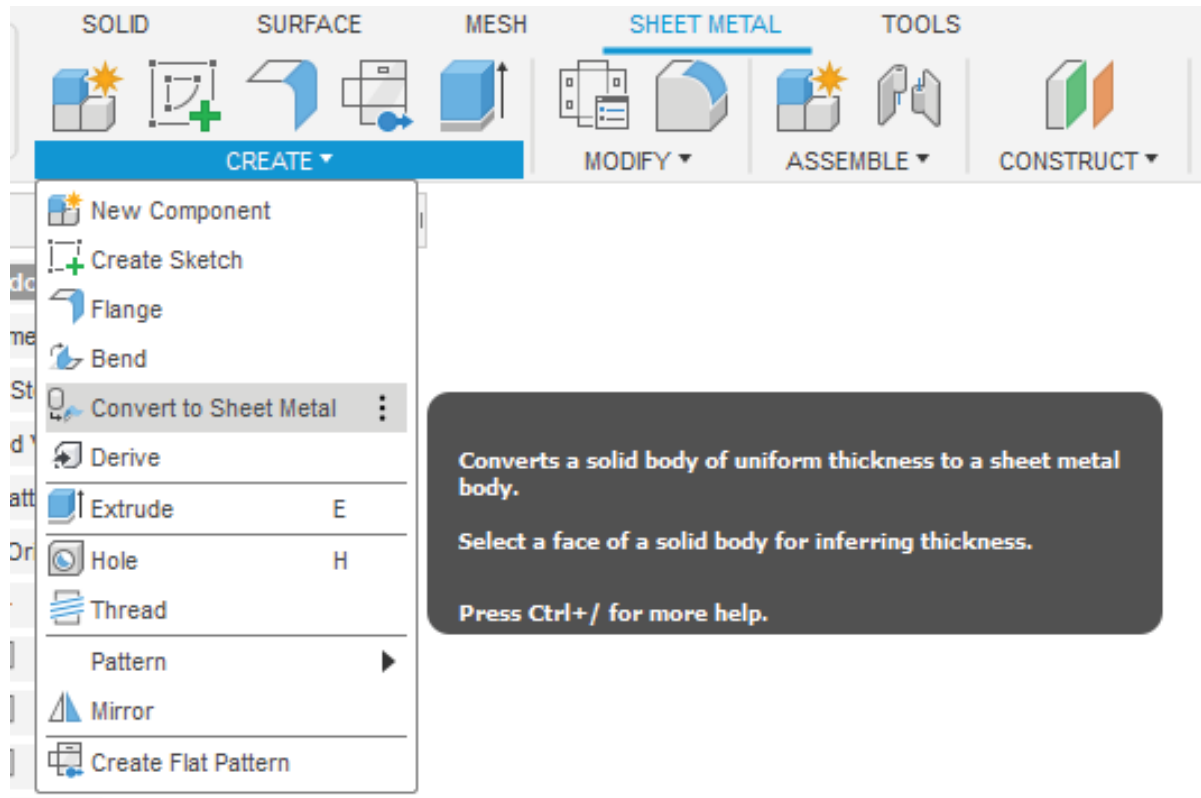 SOLID SURFACE MESH SHEET METAL TOOLS
CREATE MODIFY ASSEMBLE CONSTRUCT
New Component
Create Sketch
Flange
Bend
Convert to Sheet Metal
Derive
Extrude E
Hole H
Thread
Pattern
Mirror
Create Flat Pattern
Converts a solid body of uniform thickness to a sheet metal
body.
Select a face of a solid body for inferring thickness.
Press Ctrl+/ for more help.